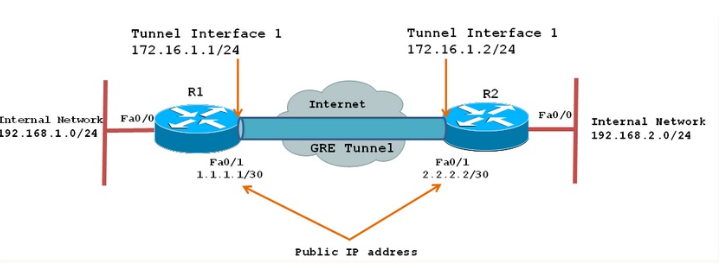 Tunnel Interface 1
172.16.1.1/24
Tunnel Interface 1
172.16.1.2/24
R1
R2
Internet
Internal Network
192.168.1.0/24
Fa0/0
Fa0/0
Internal Network
192.168.2.0/24
GRE Tunnel
Fa0/1
1.1.1.1/30
Fa0/1
2.2.2.2/30
Public IP address